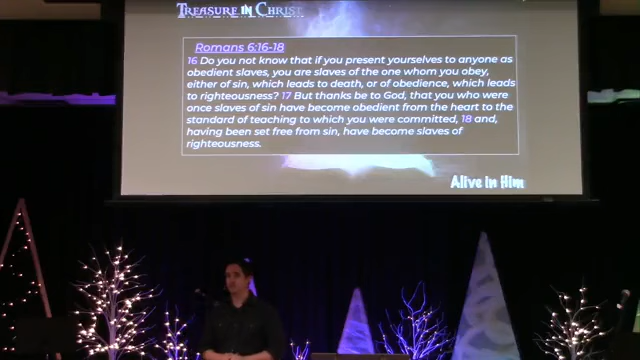 TREASURE IN CHRIST
Romans 6:16-18
16 Do you not know that if you present yourselves to anyone as
obedient slaves, you are slaves of the one whom you obey,
either of sin, which leads to death, or of obedience, which leads
to righteousness? 17 But thanks be to God, that you who were
once slaves of sin have become obedient from the heart to the
standard of teaching to which you were committed, 18 and,
having been set free from sin, have become slaves of
righteousness.
Alive in Him